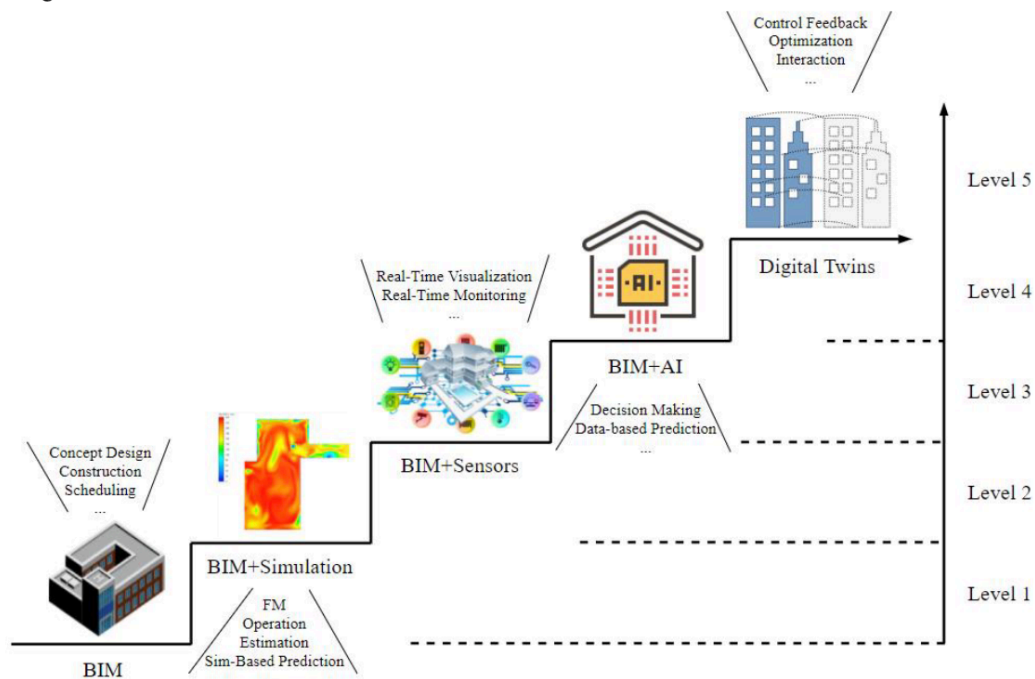 Control Feedback
Optimization
Interaction
...
Level 5
Digital Twins
Real-Time Visualization
Real-Time Monitoring
...
AI
Level 4
BIM+AI
Level 3
Decision Making
Data-based Prediction
...
BIM+Sensors
Concept Design
Construction
Scheduling
...
Level 2
BIM+Simulation
FM
Operation
Estimation
Sim-Based Prediction
Level 1
BIM